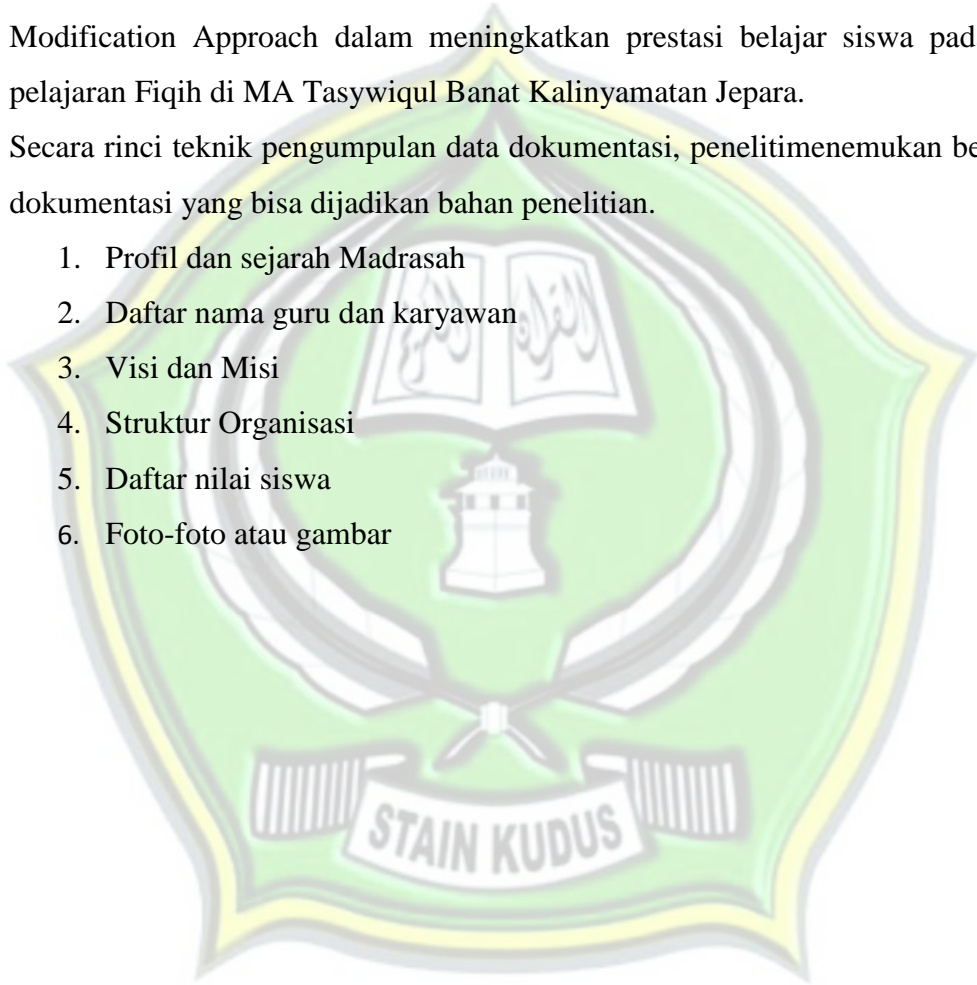 Modification Approach dalam meningkatkan prestasi belajar siswa pad
pelajaran Fiqih di MA Tasywiqul Banat Kalinyamatan Jepara.
Secara rinci teknik pengumpulan data dokumentasi, penelitimenemukan be
dokumentasi yang bisa dijadikan bahan penelitian.
1. Profil dan sejarah Madrasah
2. Daftar nama guru dan karyawan
3. Visi dan Misi
4. Struktur Organisasi
5. Daftar nilai siswa
6. Foto-foto atau gambar
STAIN KUDUS